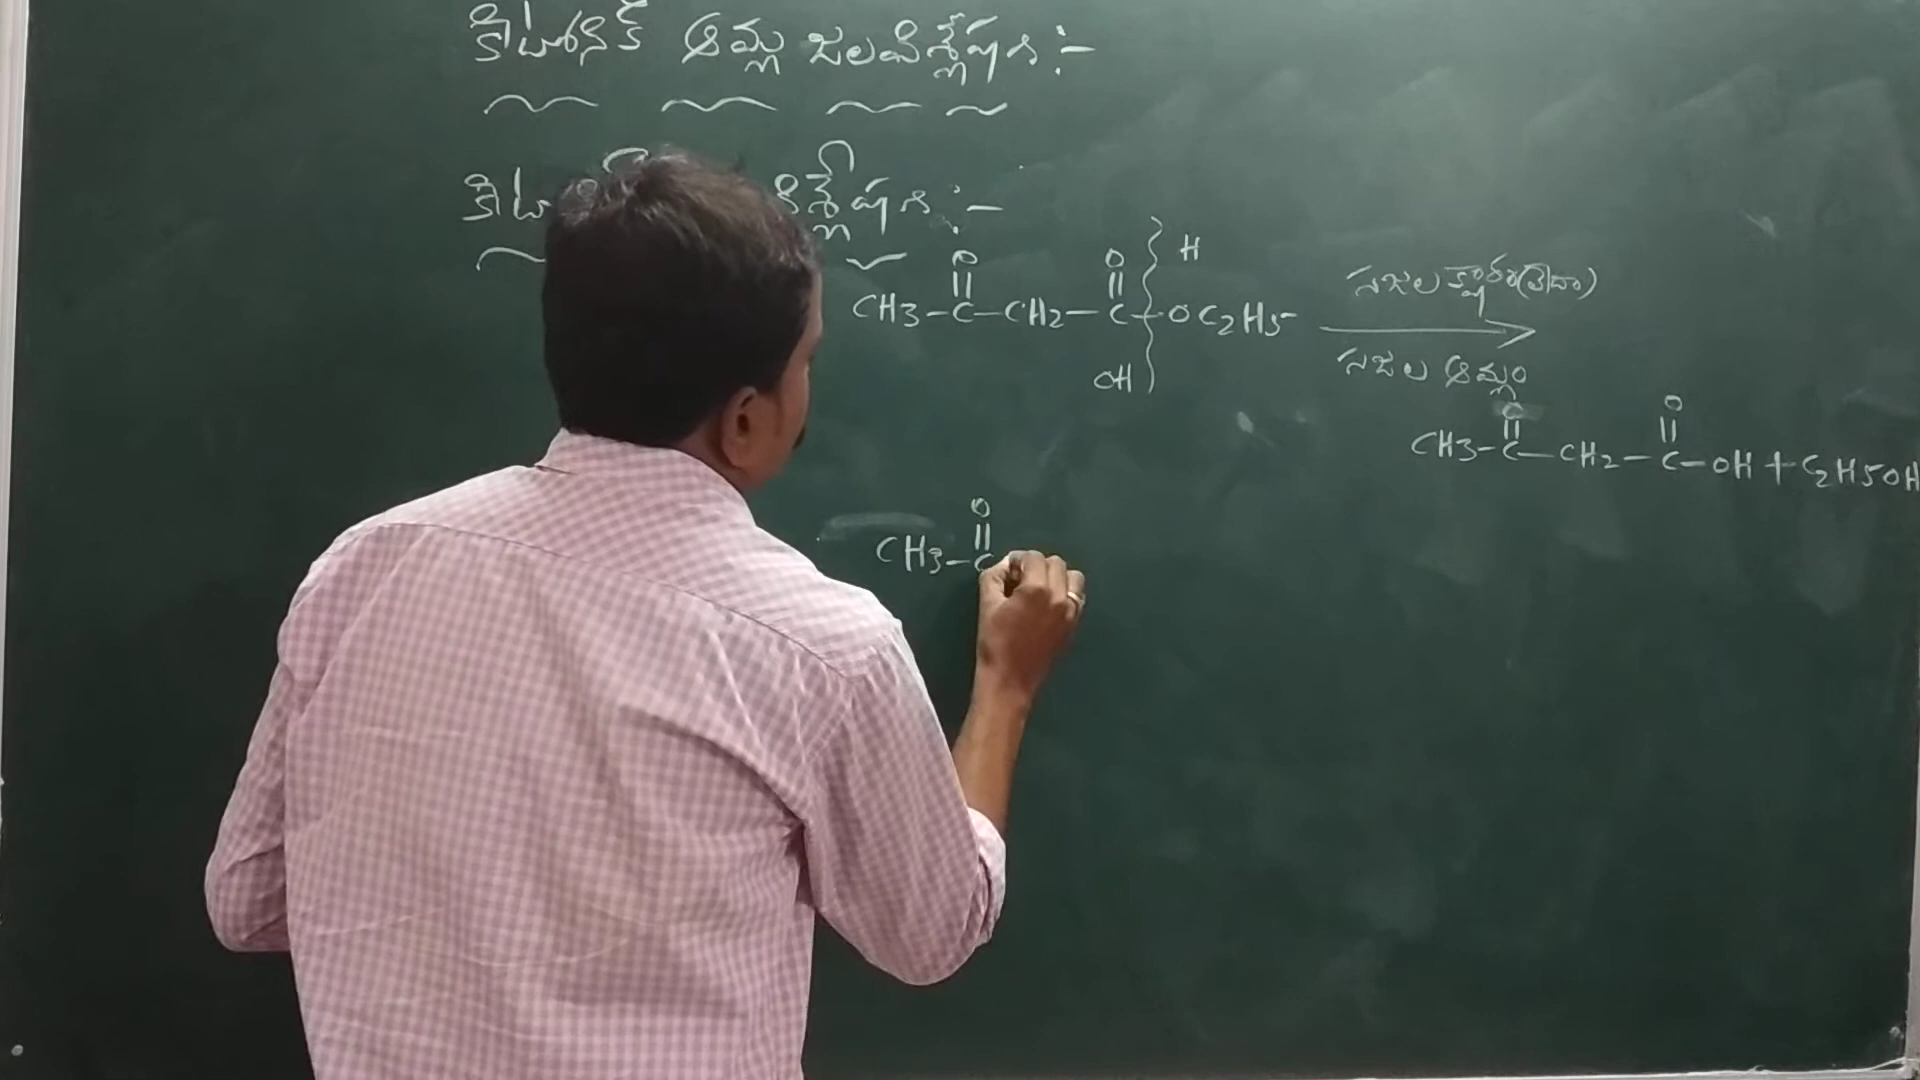 కీటోనిక్ ఆమ్ల జలవిశ్లేషణ :-
కీటో
విశ్లేషణ :-
O O H
|| ||
CH3-C-CH2-C-OC2H5
OH
సజల క్షారం(లేదా)
సజల ఆమ్లం
O O
|| ||
CH3-C-CH2-C-OH + C2H5OH
O
||
CH3-C